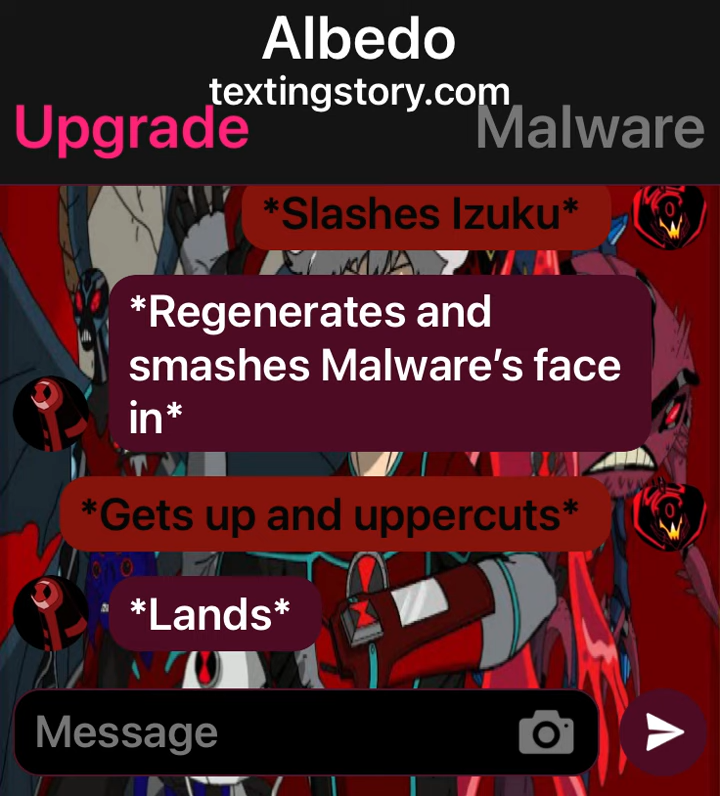 Albedo
textingstory.com
Upgrade Malware
*Slashes Izuku*
*Regenerates and
smashes Malware’s face
in*
*Gets up and uppercuts*
*Lands*
Message